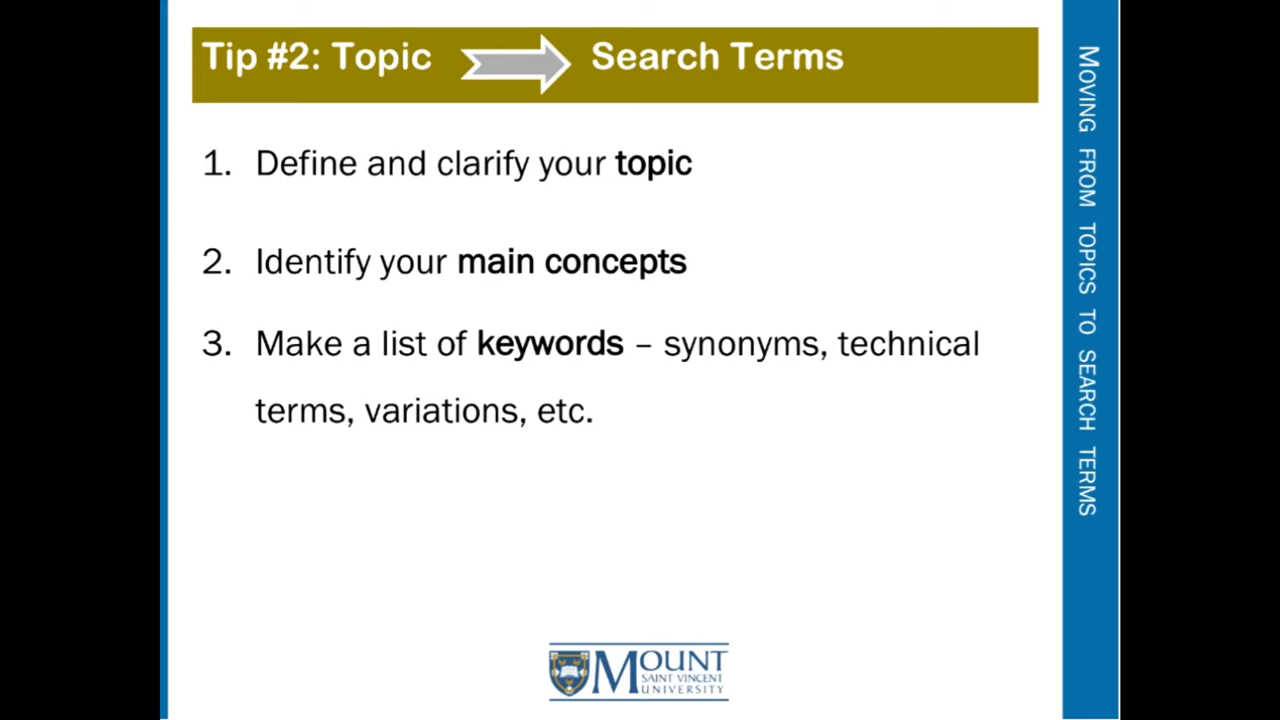 Tip #2: Topic Search Terms
1. Define and clarify your topic
2. Identify your main concepts
3. Make a list of keywords – synonyms, technical
terms, variations, etc.
MOVING FROM TOPICS TO SEARCH TERMS
MOUNT
SAINT VINCENT
UNIVERSITY